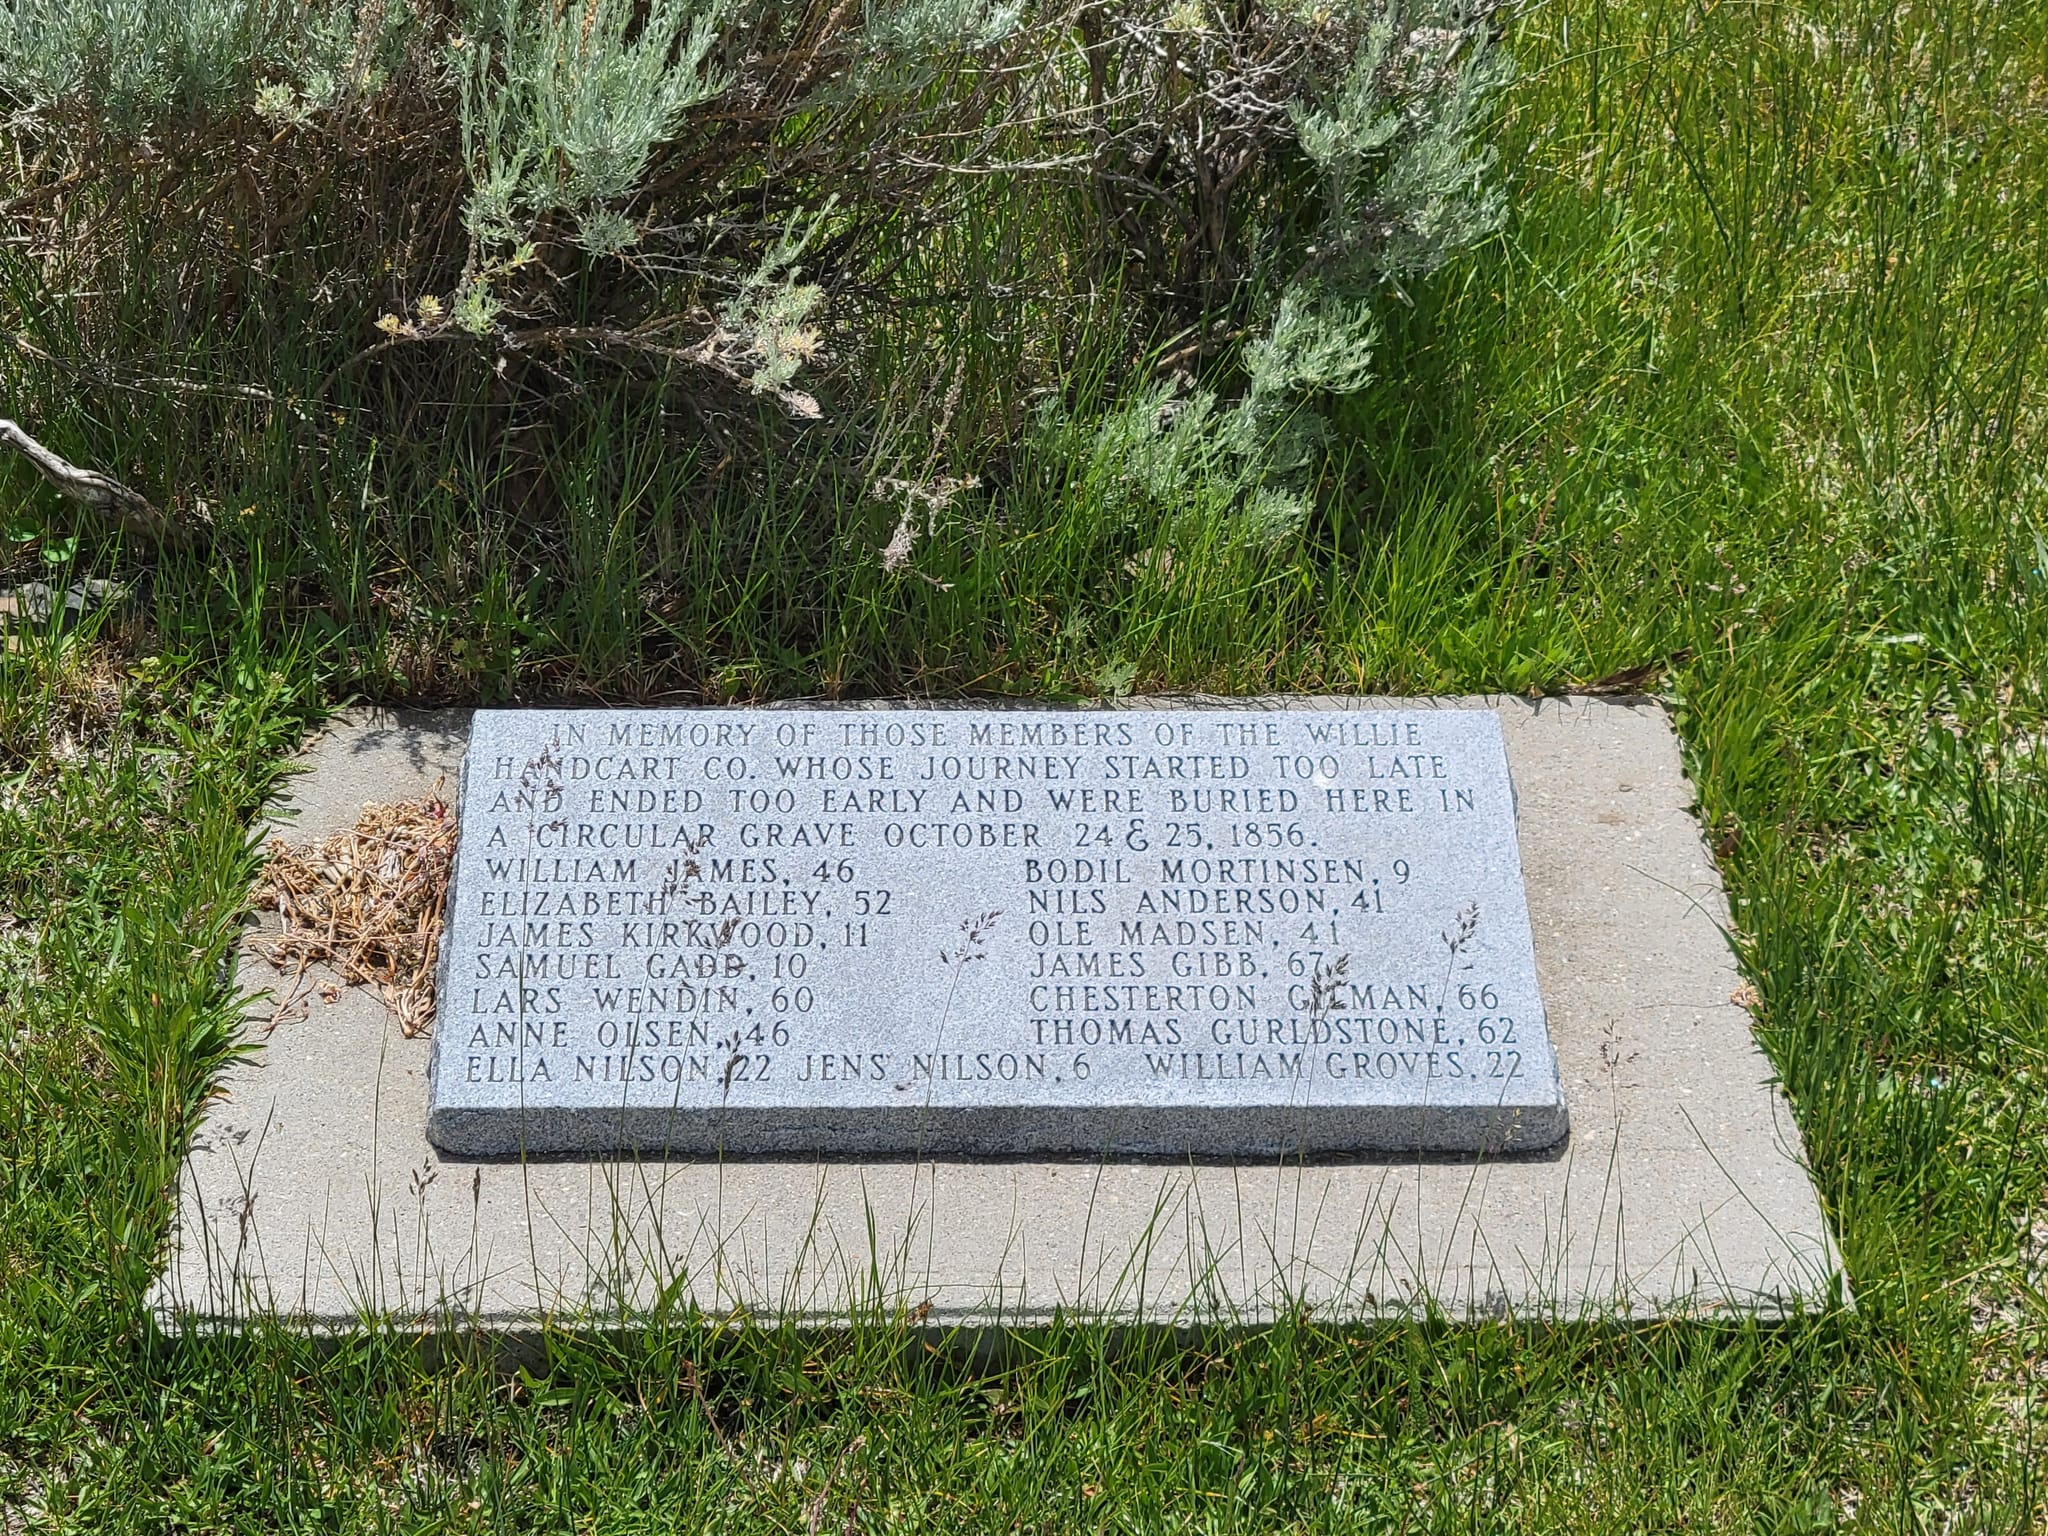 IN MEMORY OF THOSE MEMBERS OF THE WILLIE
HANDCART CO. WHOSE JOURNEY STARTED TOO LATE
AND ENDED TOO EARLY AND WERE BURIED HERE IN
A CIRCULAR GRAVE OCTOBER 24 & 25, 1856.
WILLIAM JAMES, 46 BODIL MORTINSEN, 9
ELIZABETH BAILEY, 52 NILS ANDERSON, 41
JAMES KIRKWOOD, 11 OLE MADSEN, 41
SAMUEL GADD, 10 JAMES GIBB, 67
LARS WENDIN, 60 CHESTERTON GILMAN, 66
ANNE OLSEN, 46 THOMAS GURLDSTONE, 62
ELLA NILSON, 22 JENS NILSON, 6 WILLIAM GROVES, 22